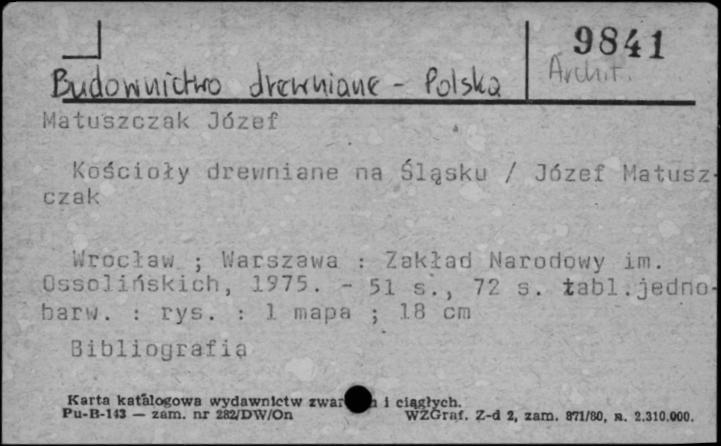 9841
Budownictwo drewniane - Polska
Archit.
Matuszczak Józef
Kościoły drewniane na Śląsku / Józef Matusz-
czak
Wrocław ; Warszawa : Zakład Narodowy im.
Ossolińskich, 1975. - 51 s., 72 s. tabl.jedno-
barw. : rys. : 1 mapa ; 18 cm
Bibliografia
Karta katalogowa wydawnictw i ciągłych.
Pu-B-143 — zam. nr 282/DW/On WZGraf. Z-d 2, zam. 871/80, n. 2.310.000.